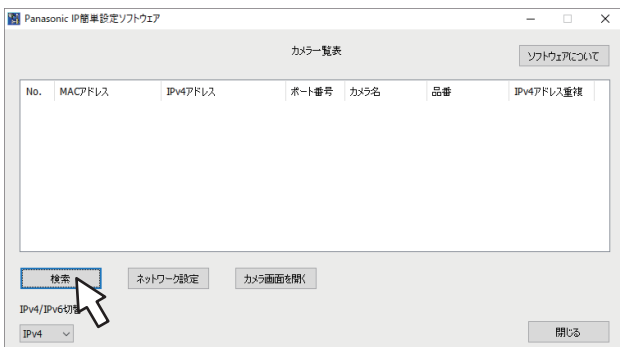 Panasonic IP簡単設定ソフトウェア
カメラ一覧表
ソフトウェアについて
No. MACアドレス IPv4アドレス ポート番号 カメラ名 品番 IPv4アドレス重複
検索 ネットワーク設定 カメラ画面を開く
IPv4/IPv6切替
IPv4 閉じる